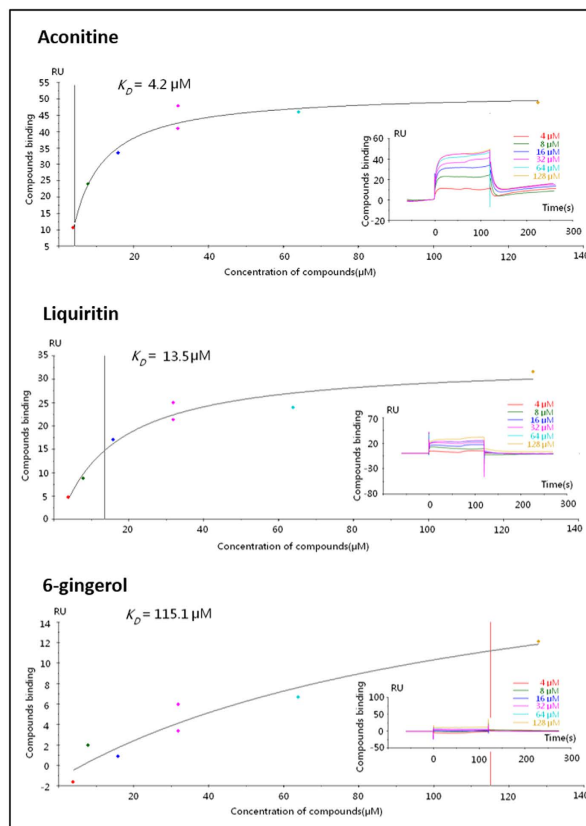 Aconitine
RU
K_D = 4.2 µM
55
50
45
40
35
30
25
20
15
10
5
Compounds binding
0 20 40 60 80 100 120 140
Concentration of compounds(µM)
RU
60
40
20
0
-20
Compounds binding
4 µM
8 µM
16 µM
32 µM
64 µM
128 µM
Time(s)
0 100 200 300
Liquiritin
RU
K_D = 13.5µM
35
30
25
20
15
10
5
0
Compounds binding
0 20 40 60 80 100 120 140
Concentration of compounds(µM)
RU
70
20
-30
-80
Compounds binding
4 µM
8 µM
16 µM
32 µM
64 µM
128 µM
Time(s)
0 100 200 300
6-gingerol
RU
K_D = 115.1 µM
14
12
10
8
6
4
2
0
-2
Compounds binding
0 20 40 60 80 100 120 140
Concentration of compounds(µM)
RU
100
50
0
-50
Compounds binding
4 µM
8 µM
16 µM
32 µM
64 µM
128 µM
Time(s)
0 100 200 300